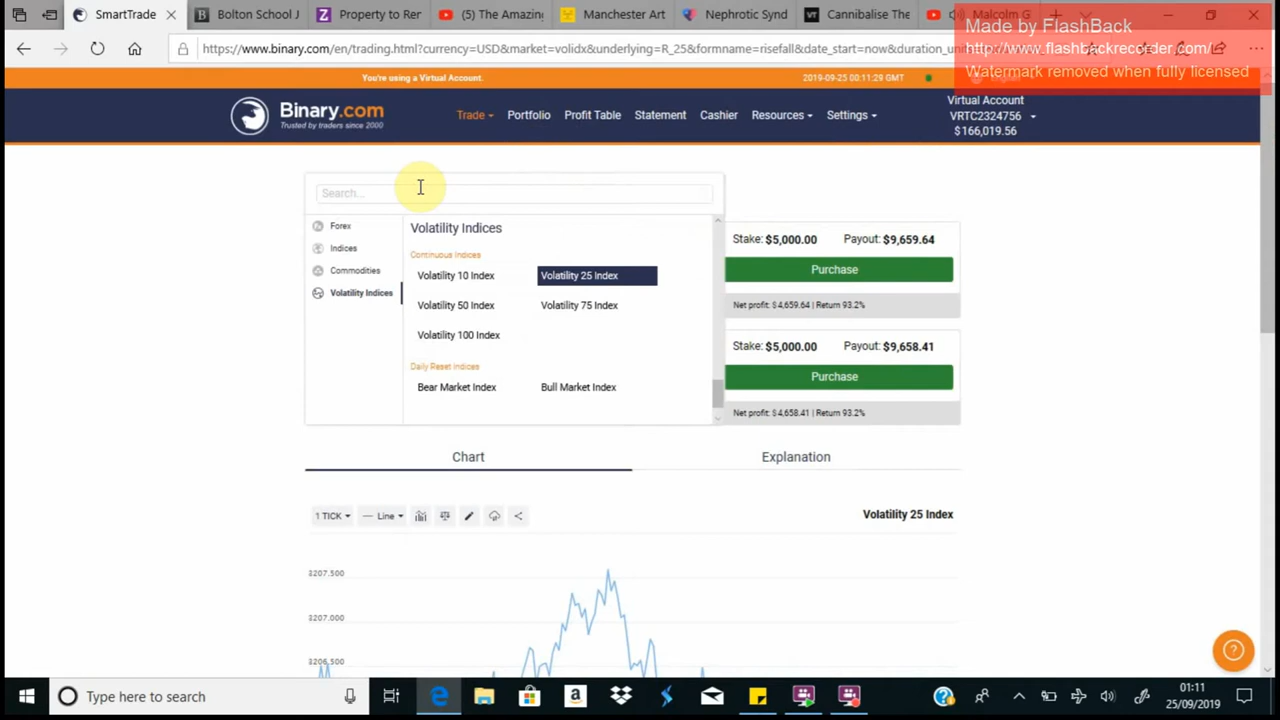 SmartTrade
Bolton School J
Property to Rer
(5) The Amazing
Manchester Art
Nephrotic Synd
Cannibalise The
Malcolm G
Made by FlashBack
http://www.flashbackrecorder.com/
Watermark removed when fully licensed
https://www.binary.com/en/trading.html?currency=USD&market=volidx&underlying=R_25&formname=risefall&date_start=now&duration_un
You're using a Virtual Account.
2019-09-25 00:11:29 GMT
Binary.com
Trusted by traders since 2000
Trade
Portfolio
Profit Table
Statement
Cashier
Resources
Settings
Virtual Account
VRTC2324756
$166,019.56
Search...
Forex
Indices
Commodities
Volatility Indices
Volatility Indices
Continuous Indices
Volatility 10 Index
Volatility 25 Index
Volatility 50 Index
Volatility 75 Index
Volatility 100 Index
Daily Reset Indices
Bear Market Index
Bull Market Index
Stake: $5,000.00 Payout: $9,659.64
Purchase
Net profit: $4,659.64 | Return 93.2%
Stake: $5,000.00 Payout: $9,658.41
Purchase
Net profit: $4,658.41 | Return 93.2%
Chart
Explanation
1 TICK
Line
Volatility 25 Index
3207.500
3207.000
3206.500
Type here to search
01:11
25/09/2019